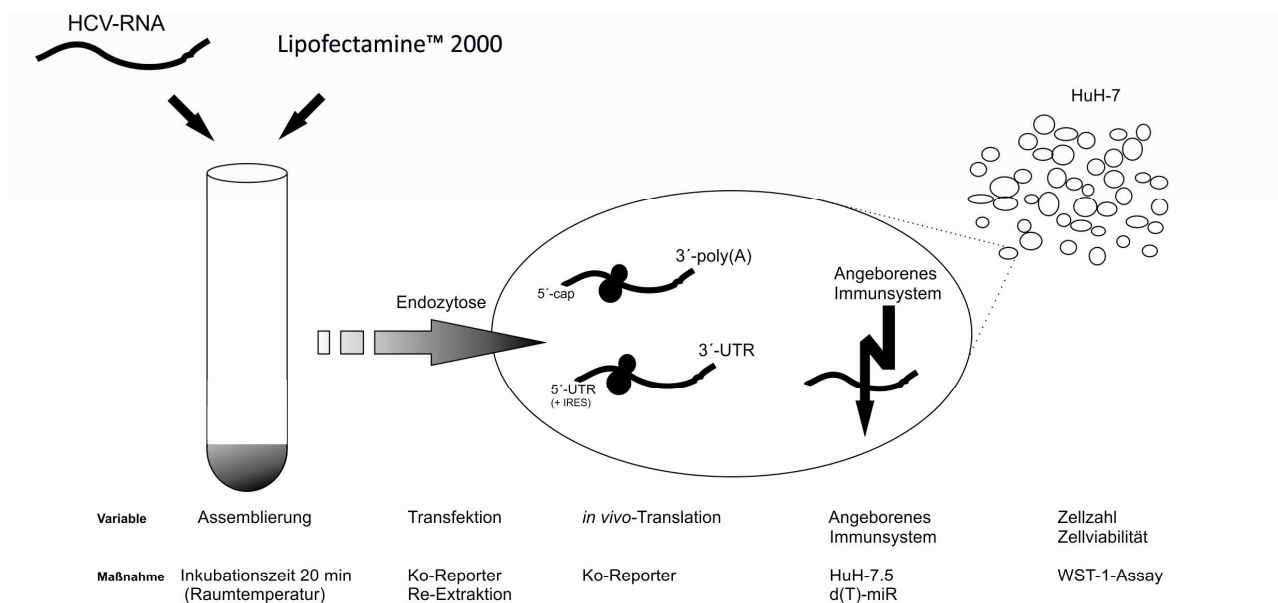 HCV-RNA
Lipofectamine™ 2000
HuH-7
Endozytose
3´-poly(A)
5´-cap
3´-UTR
5´-UTR
(+ IRES)
Angeborenes
Immunsystem
Variable
Assemblierung
Transfektion
in vivo-Translation
Angeborenes
Immunsystem
Zellzahl
Zellviabilität
Maßnahme
Inkubationszeit 20 min
(Raumtemperatur)
Ko-Reporter
Re-Extraktion
Ko-Reporter
HuH-7.5
d(T)-miR
WST-1-Assay